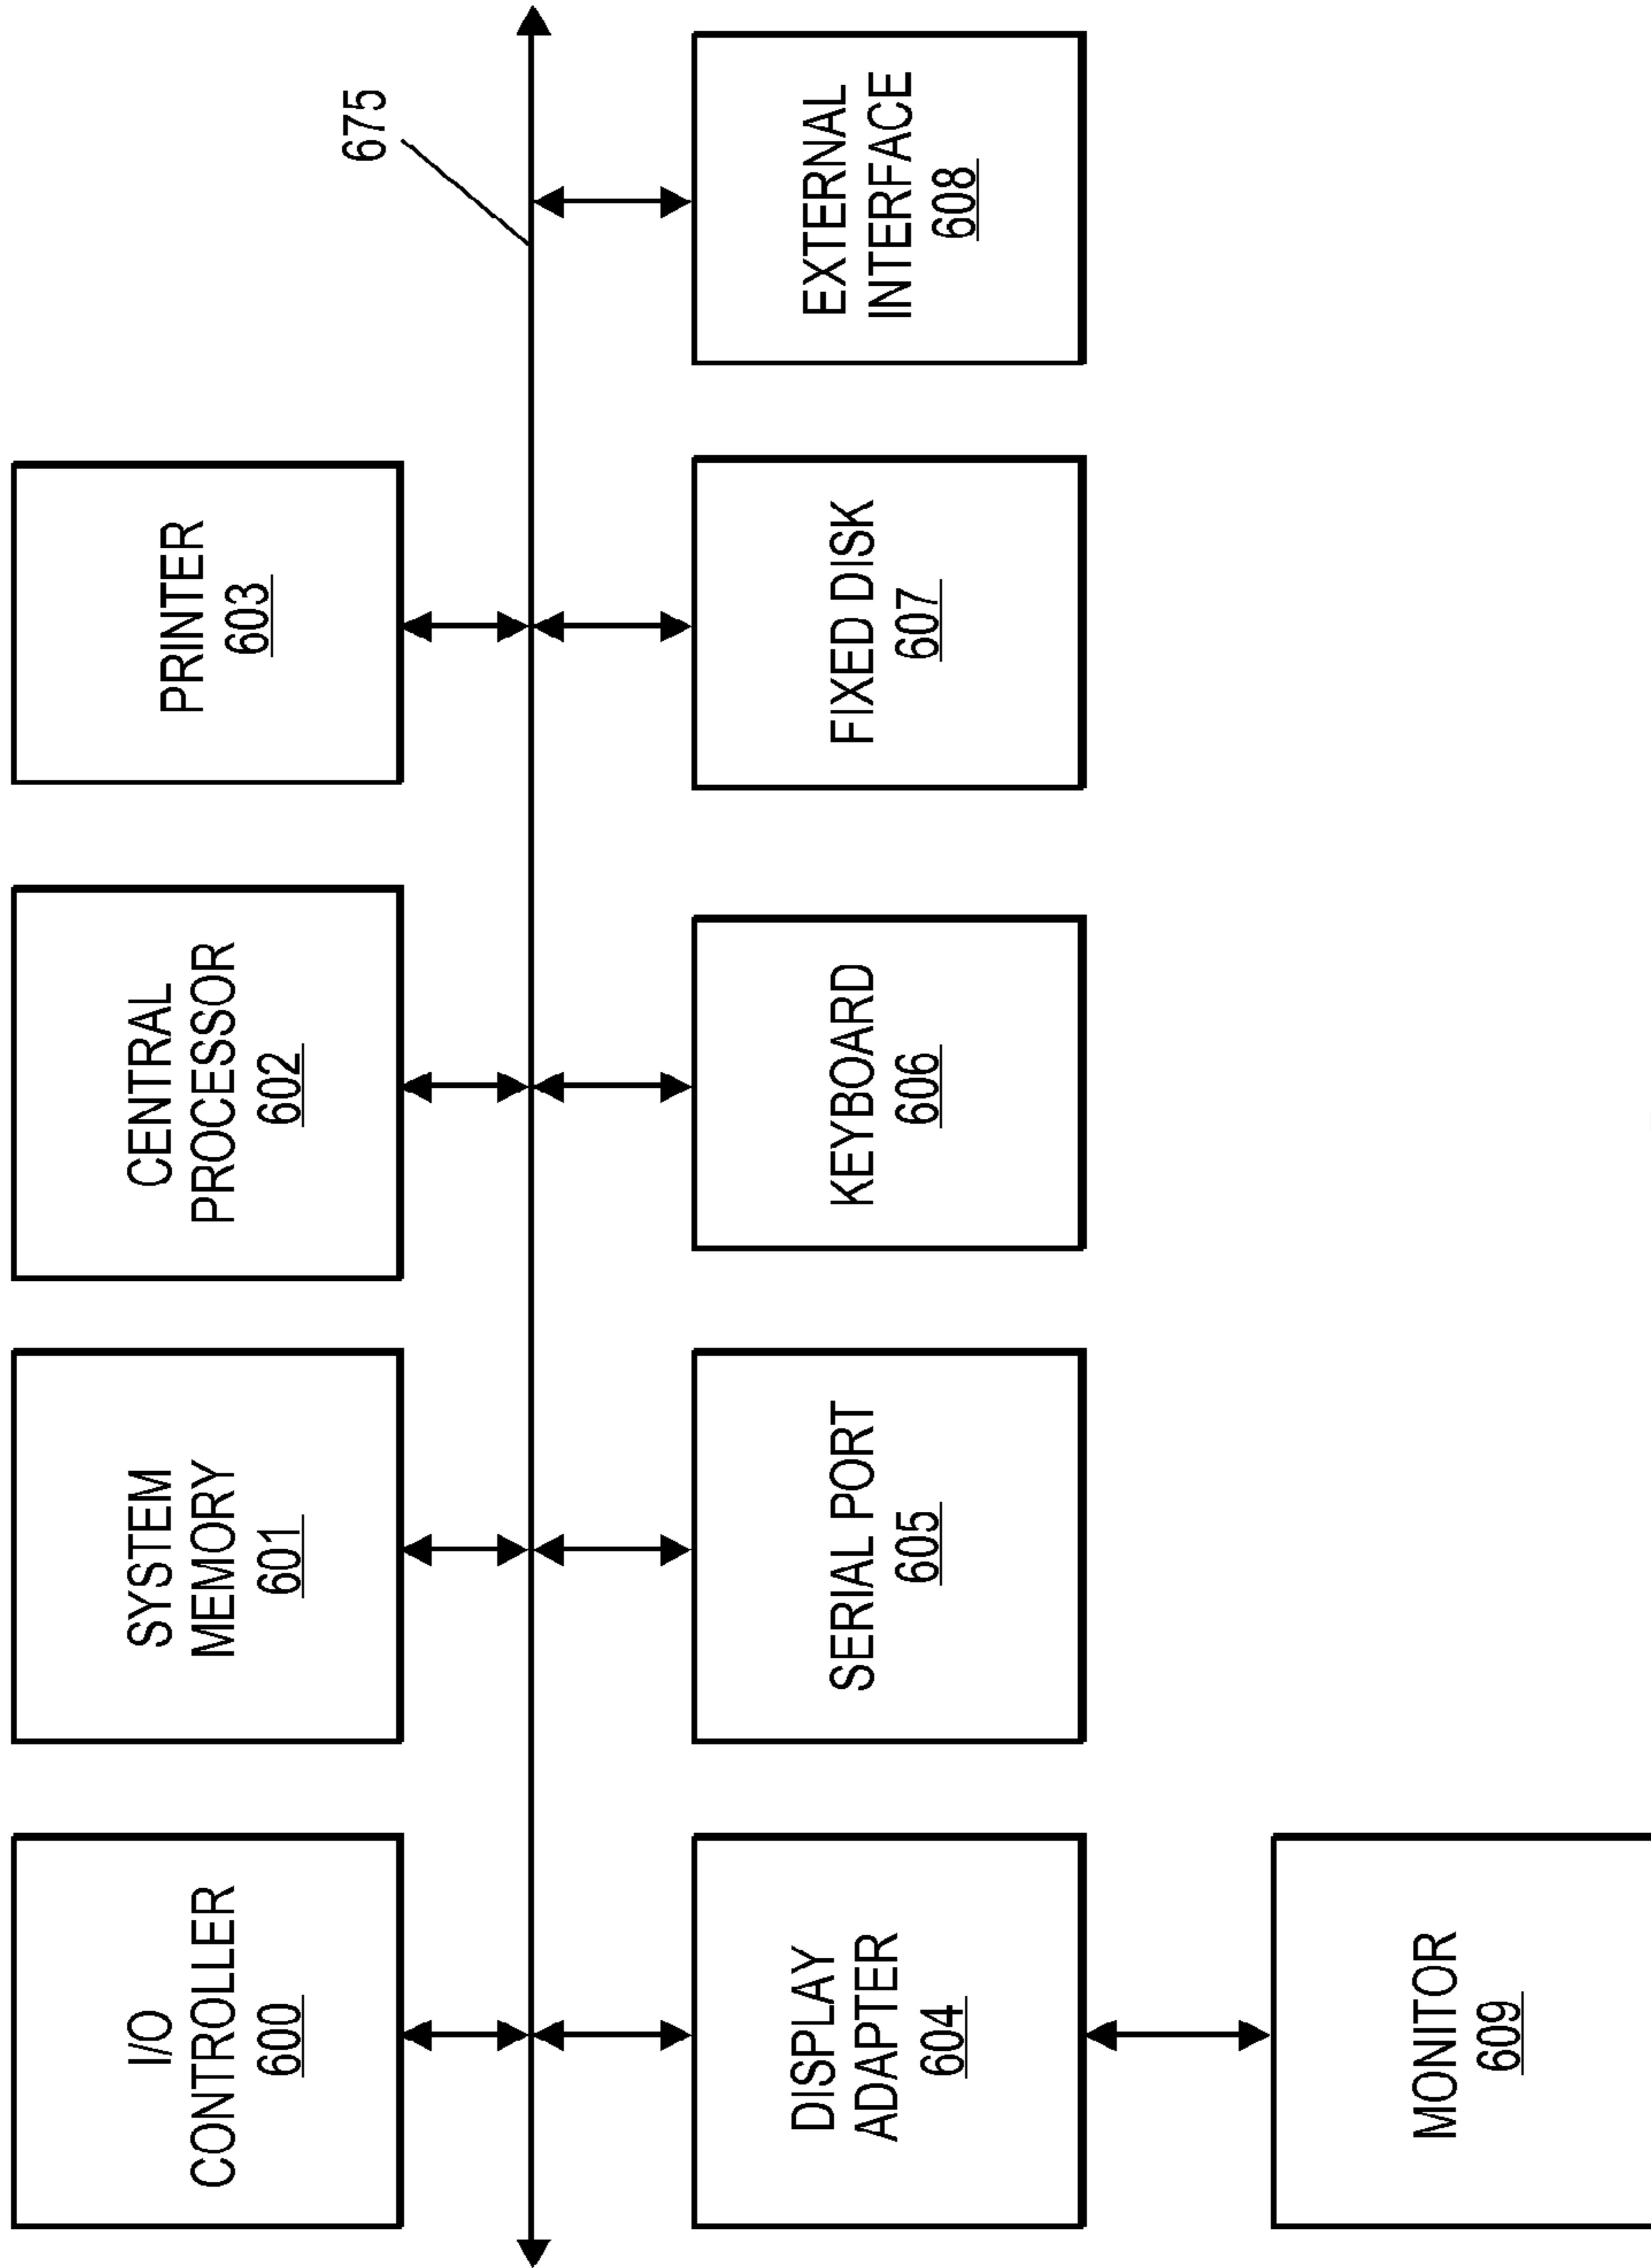 I/O
CONTROLLER
600
SYSTEM
MEMORY
601
CENTRAL
PROCESSOR
602
PRINTER
603
675
DISPLAY
ADAPTER
604
SERIAL PORT
605
KEYBOARD
606
FIXED DISK
607
EXTERNAL
INTERFACE
608
MONITOR
609